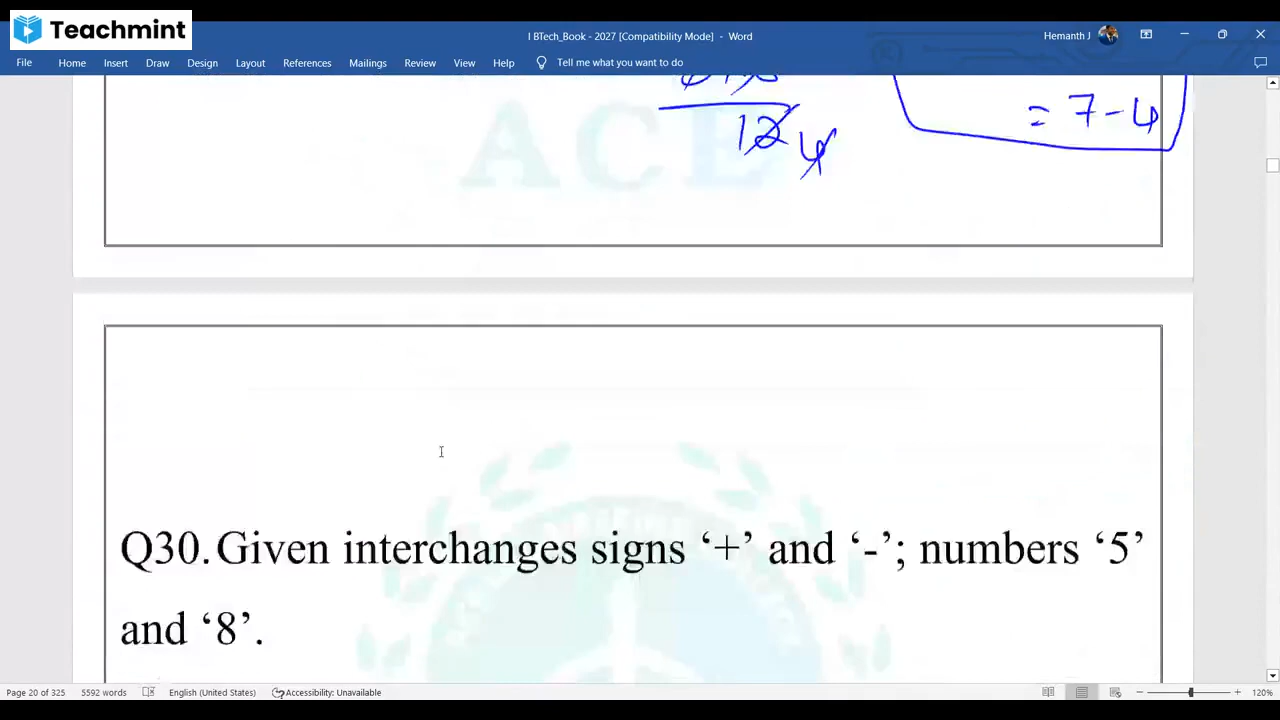 Teachmint
I BTech_Book - 2027 [Compatibility Mode] - Word
Hemanth J
File Home Insert Draw Design Layout References Mailings Review View Help Tell me what you want to do
12 4
= 7 - 4
ACE
Q30. Given interchanges signs ‘+’ and ‘-’; numbers ‘5’
and ‘8’.
Page 20 of 325 5592 words English (United States) Accessibility: Unavailable 120%